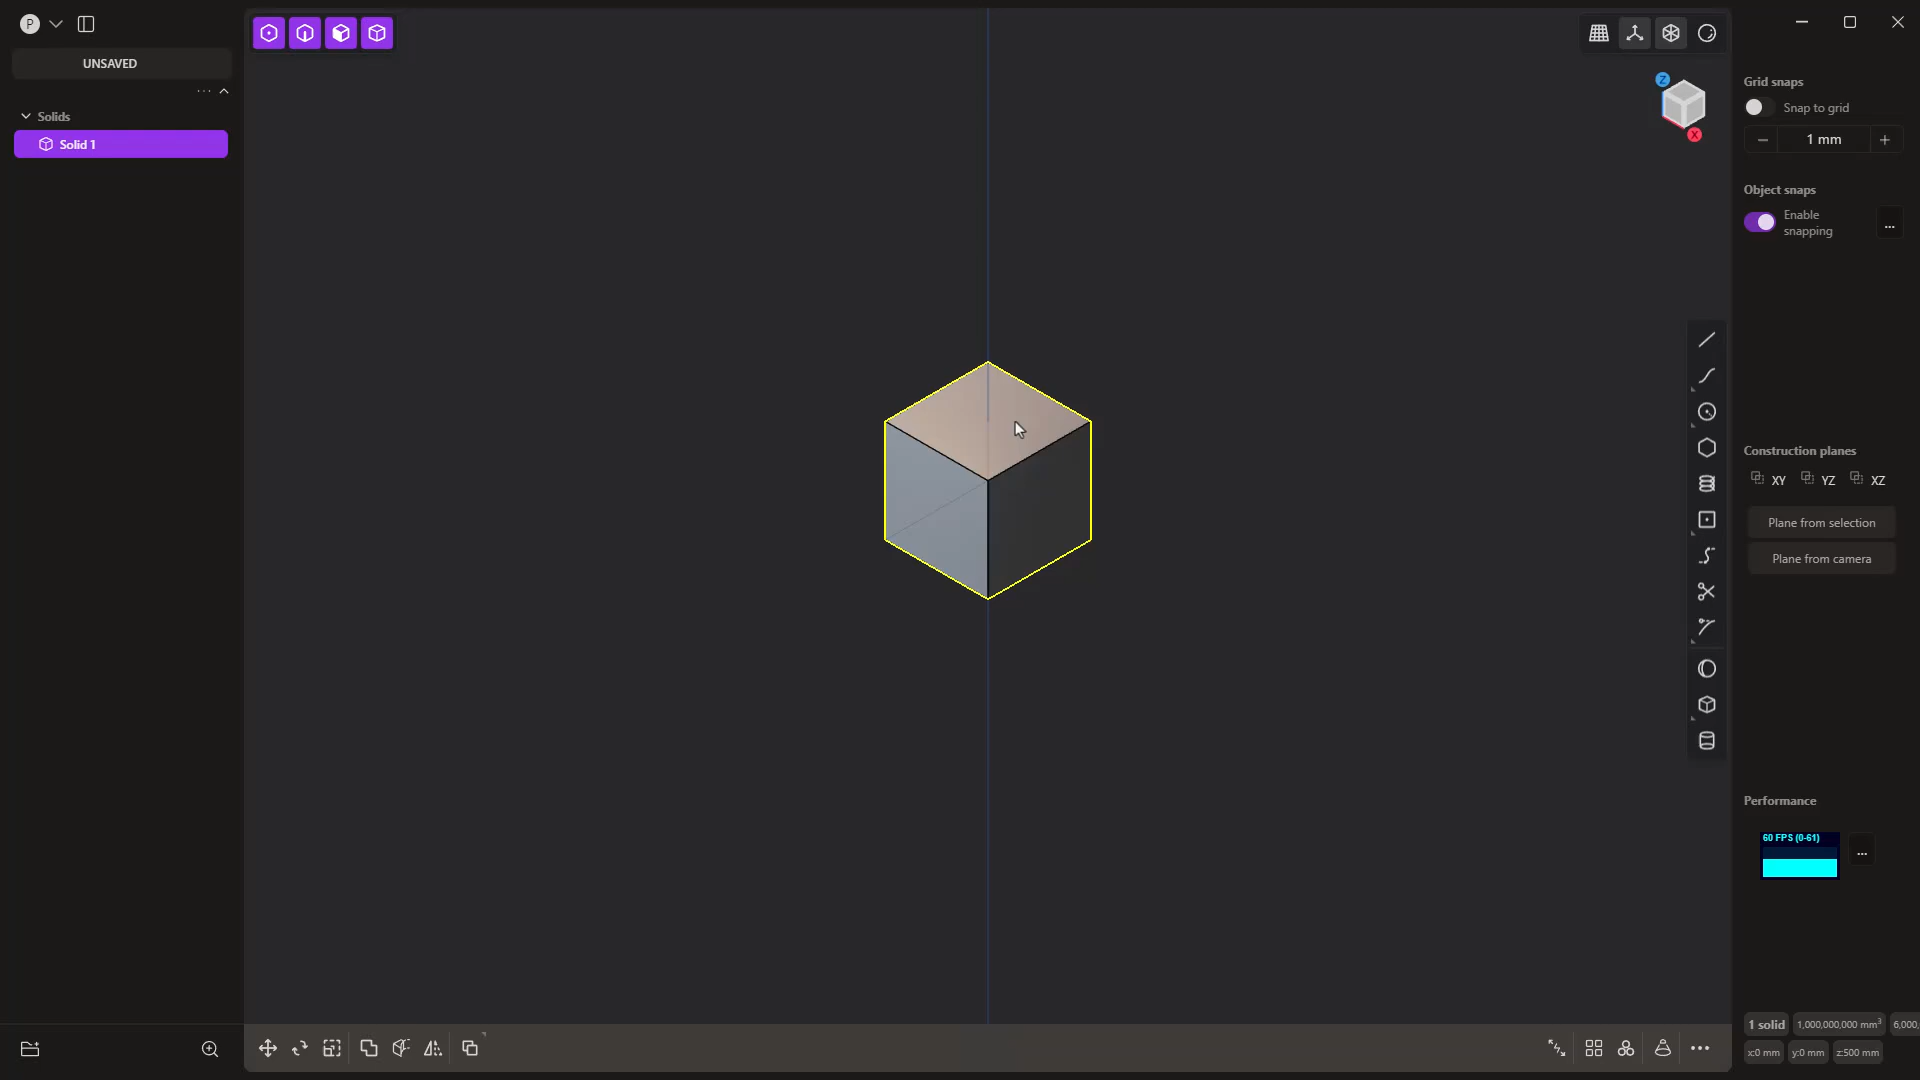 P
UNSAVED
Solids
Solid 1
Z
X
Grid snaps
Snap to grid
1 mm
Object snaps
Enable
snapping
...
Construction planes
XY YZ XZ
Plane from selection
Plane from camera
Performance
60 FPS (0-61)
...
1 solid 1,000,000,000 mm³ 6,000,
x:0 mm y:0 mm z:500 mm